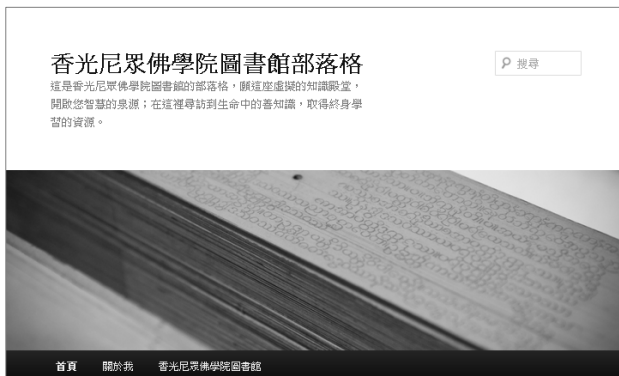 香光尼眾佛學院圖書館部落格
搜尋
這是香光尼眾佛學院圖書館的部落格，願這座虛擬的知識殿堂，
開啟您智慧的泉源；在這裡尋訪到生命中的善知識，取得終身學
習的資源。
首頁 關於我 香光尼眾佛學院圖書館